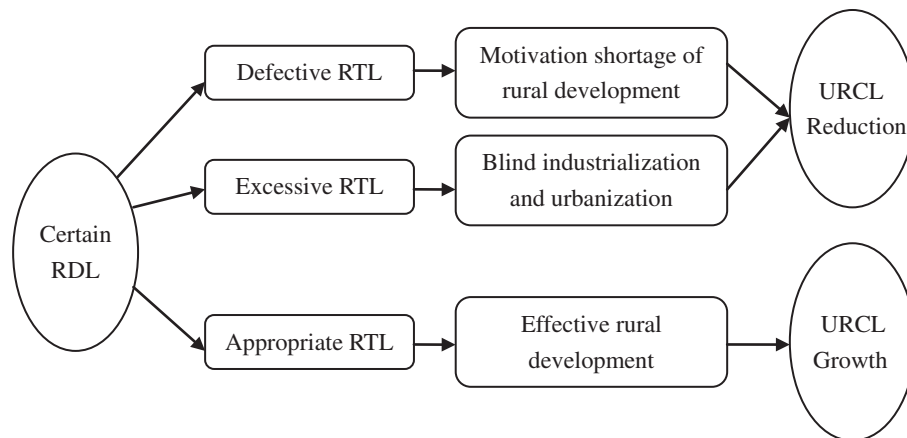 Defective RTL
Motivation shortage of
rural development
URCL
Reduction
Excessive RTL
Blind industrialization
and urbanization
Certain
RDL
Appropriate RTL
Effective rural
development
URCL
Growth